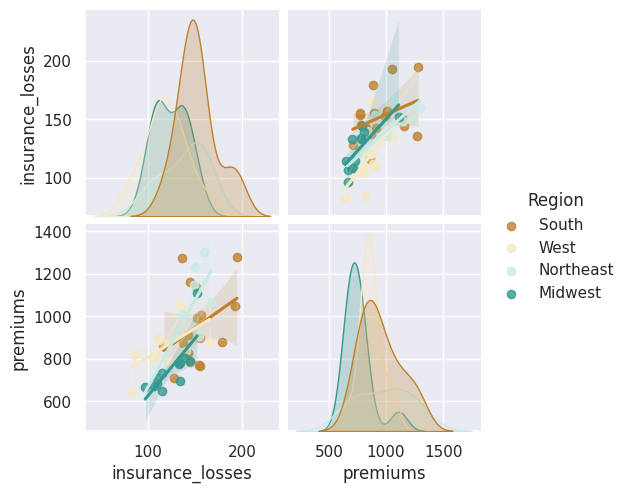 insurance_losses
200
150
100
premiums
1400
1200
1000
800
600
100
200
insurance_losses
500
1000
1500
premiums
Region
South
West
Northeast
Midwest